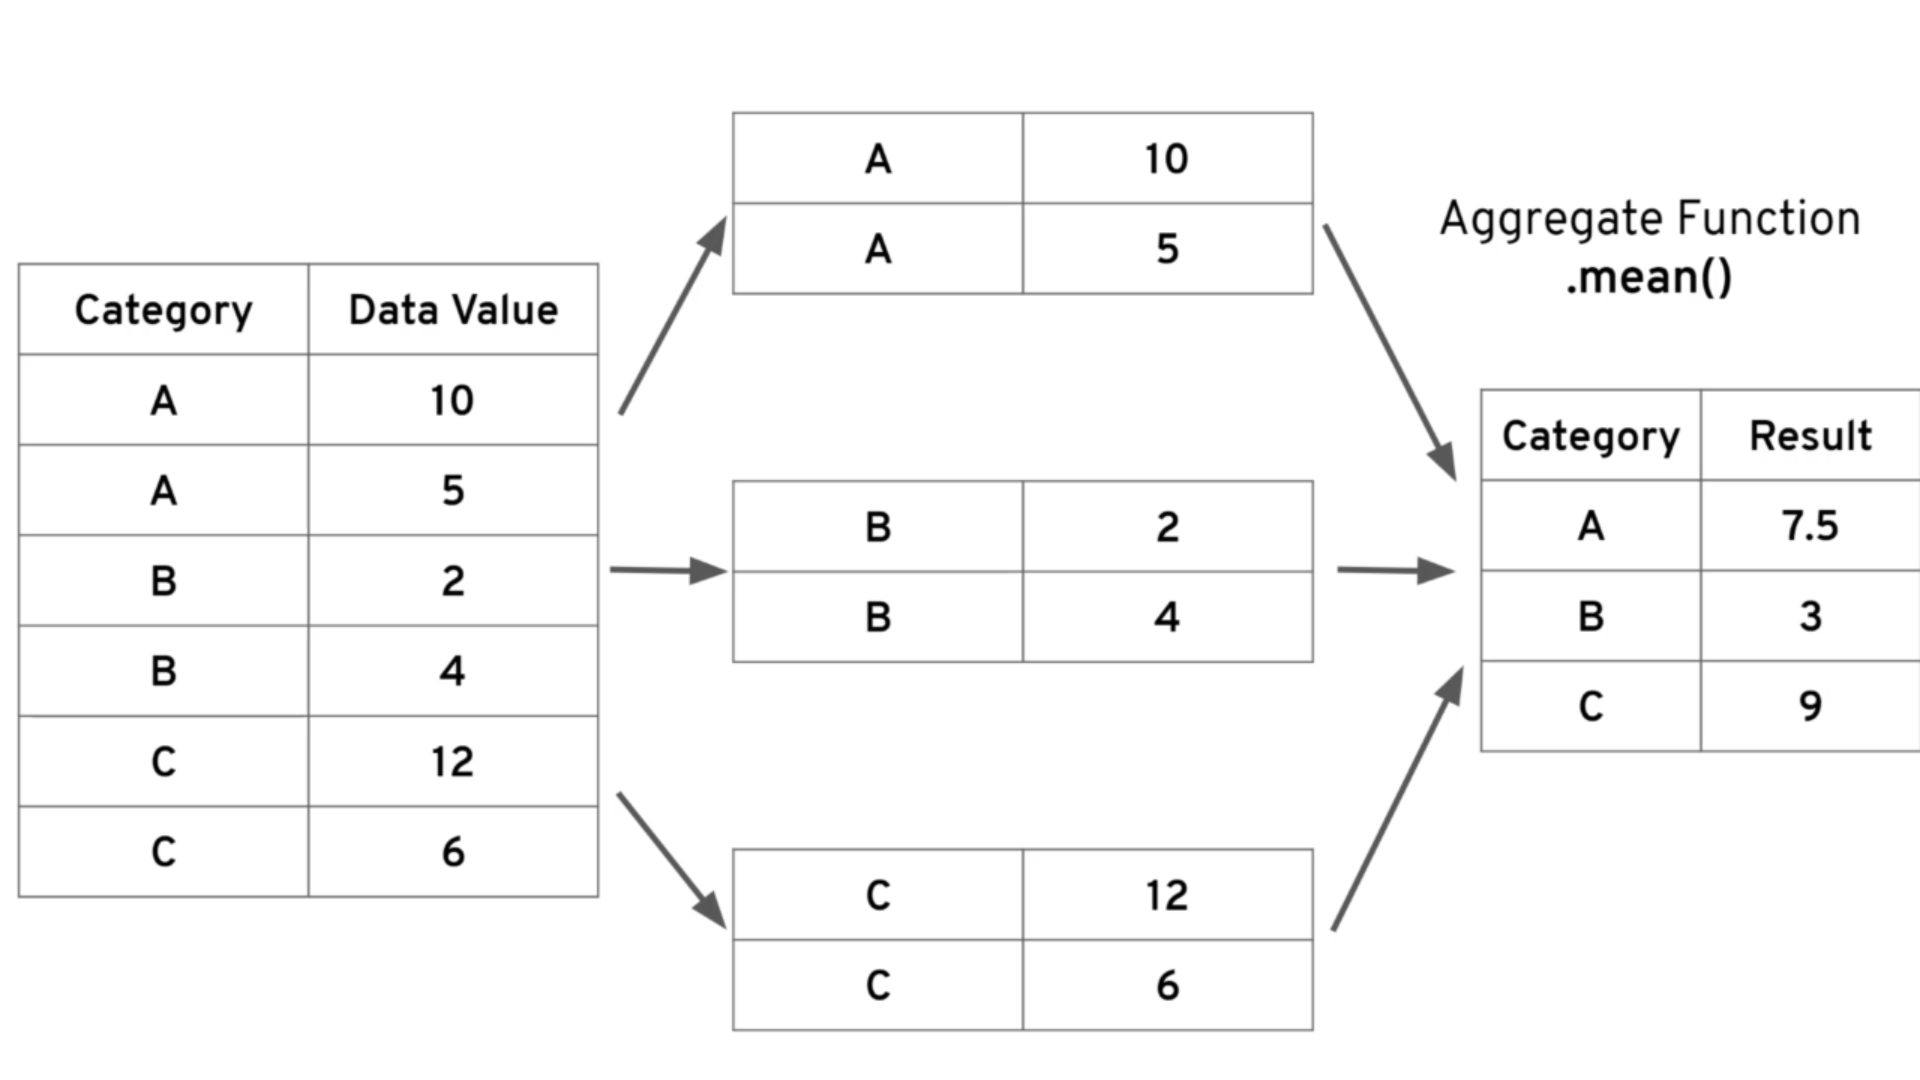 Category Data Value
A 10
A 5
B 2
B 4
C 12
C 6
A 10
A 5
B 2
B 4
C 12
C 6
Aggregate Function
.mean()
Category Result
A 7.5
B 3
C 9